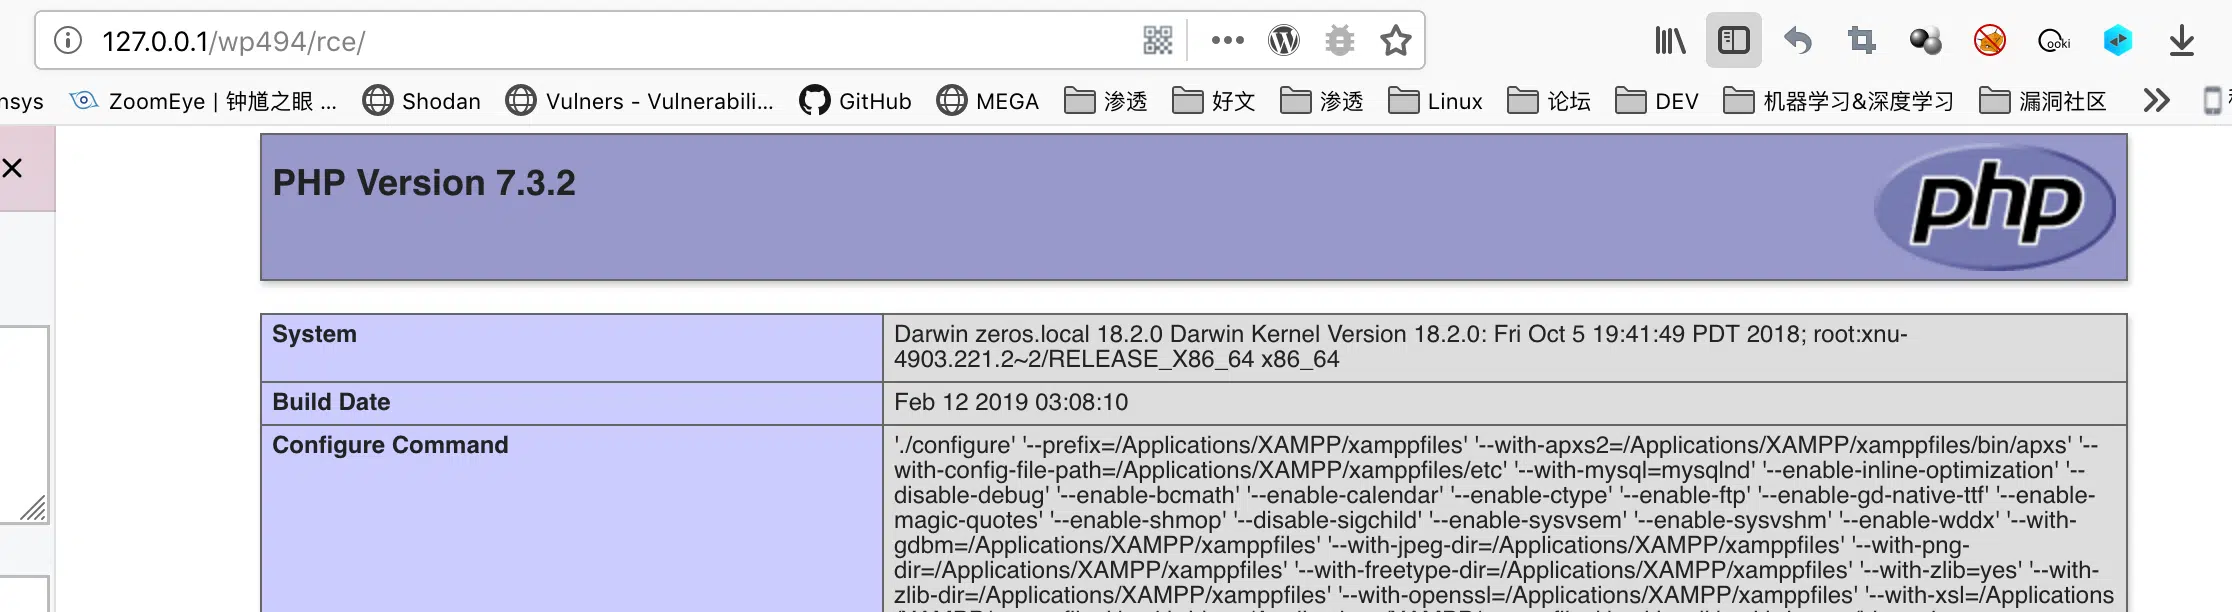 127.0.0.1/wp494/rce/
ooki
nsys ZoomEye | 钟馗之眼 ... Shodan Vulners - Vulnerabili... GitHub MEGA 渗透 好文 渗透 Linux 论坛 DEV 机器学习&深度学习 漏洞社区
PHP Version 7.3.2
php
System
Darwin zeros.local 18.2.0 Darwin Kernel Version 18.2.0: Fri Oct 5 19:41:49 PDT 2018; root:xnu-
4903.221.2~2/RELEASE_X86_64 x86_64
Build Date
Feb 12 2019 03:08:10
Configure Command
'./configure' '--prefix=/Applications/XAMPP/xamppfiles' '--with-apxs2=/Applications/XAMPP/xamppfiles/bin/apxs' '--
with-config-file-path=/Applications/XAMPP/xamppfiles/etc' '--with-mysql=mysqlnd' '--enable-inline-optimization' '--
disable-debug' '--enable-bcmath' '--enable-calendar' '--enable-ctype' '--enable-ftp' '--enable-gd-native-ttf' '--enable-
magic-quotes' '--enable-shmop' '--disable-sigchild' '--enable-sysvsem' '--enable-sysvshm' '--enable-wddx' '--with-
gdbm=/Applications/XAMPP/xamppfiles' '--with-jpeg-dir=/Applications/XAMPP/xamppfiles' '--with-png-
dir=/Applications/XAMPP/xamppfiles' '--with-freetype-dir=/Applications/XAMPP/xamppfiles' '--with-zlib=yes' '--with-
zlib-dir=/Applications/XAMPP/xamppfiles' '--with-openssl=/Applications/XAMPP/xamppfiles' '--with-xsl=/Applications